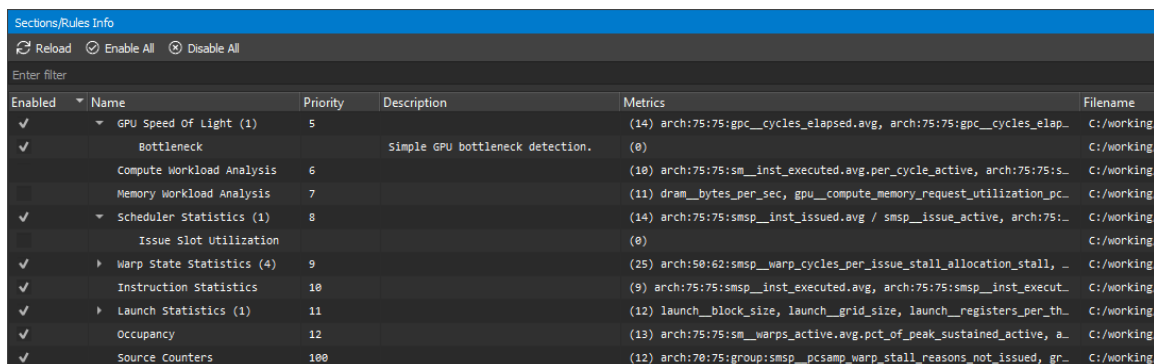 Sections/Rules Info
Reload Enable All Disable All
Enter filter
Enabled Name Priority Description Metrics Filename
GPU Speed Of Light (1) 5 (14) arch:75:75:gpc__cycles_elapsed.avg, arch:75:75:gpc__cycles_elap… C:/working
Bottleneck Simple GPU bottleneck detection. (0) C:/working
Compute Workload Analysis 6 (10) arch:75:75:sm__inst_executed.avg.per_cycle_active, arch:75:75:s… C:/working
Memory Workload Analysis 7 (11) dram__bytes_per_sec, gpu__compute_memory_request_utilization_pc… C:/working
Scheduler Statistics (1) 8 (14) arch:75:75:smsp__inst_issued.avg / smsp__issue_active, arch:75:… C:/working
Issue Slot Utilization (0) C:/working
Warp State Statistics (4) 9 (25) arch:50:62:smsp__warp_cycles_per_issue_stall_allocation_stall, … C:/working
Instruction Statistics 10 (9) arch:75:75:smsp__inst_executed.avg, arch:75:75:smsp__inst_execut… C:/working
Launch Statistics (1) 11 (12) launch__block_size, launch__grid_size, launch__registers_per_th… C:/working
Occupancy 12 (13) arch:75:75:sm__warps_active.avg.pct_of_peak_sustained_active, a… C:/working
Source Counters 100 (12) arch:70:75:group:smsp__pcsamp_warp_stall_reasons_not_issued, gr… C:/working